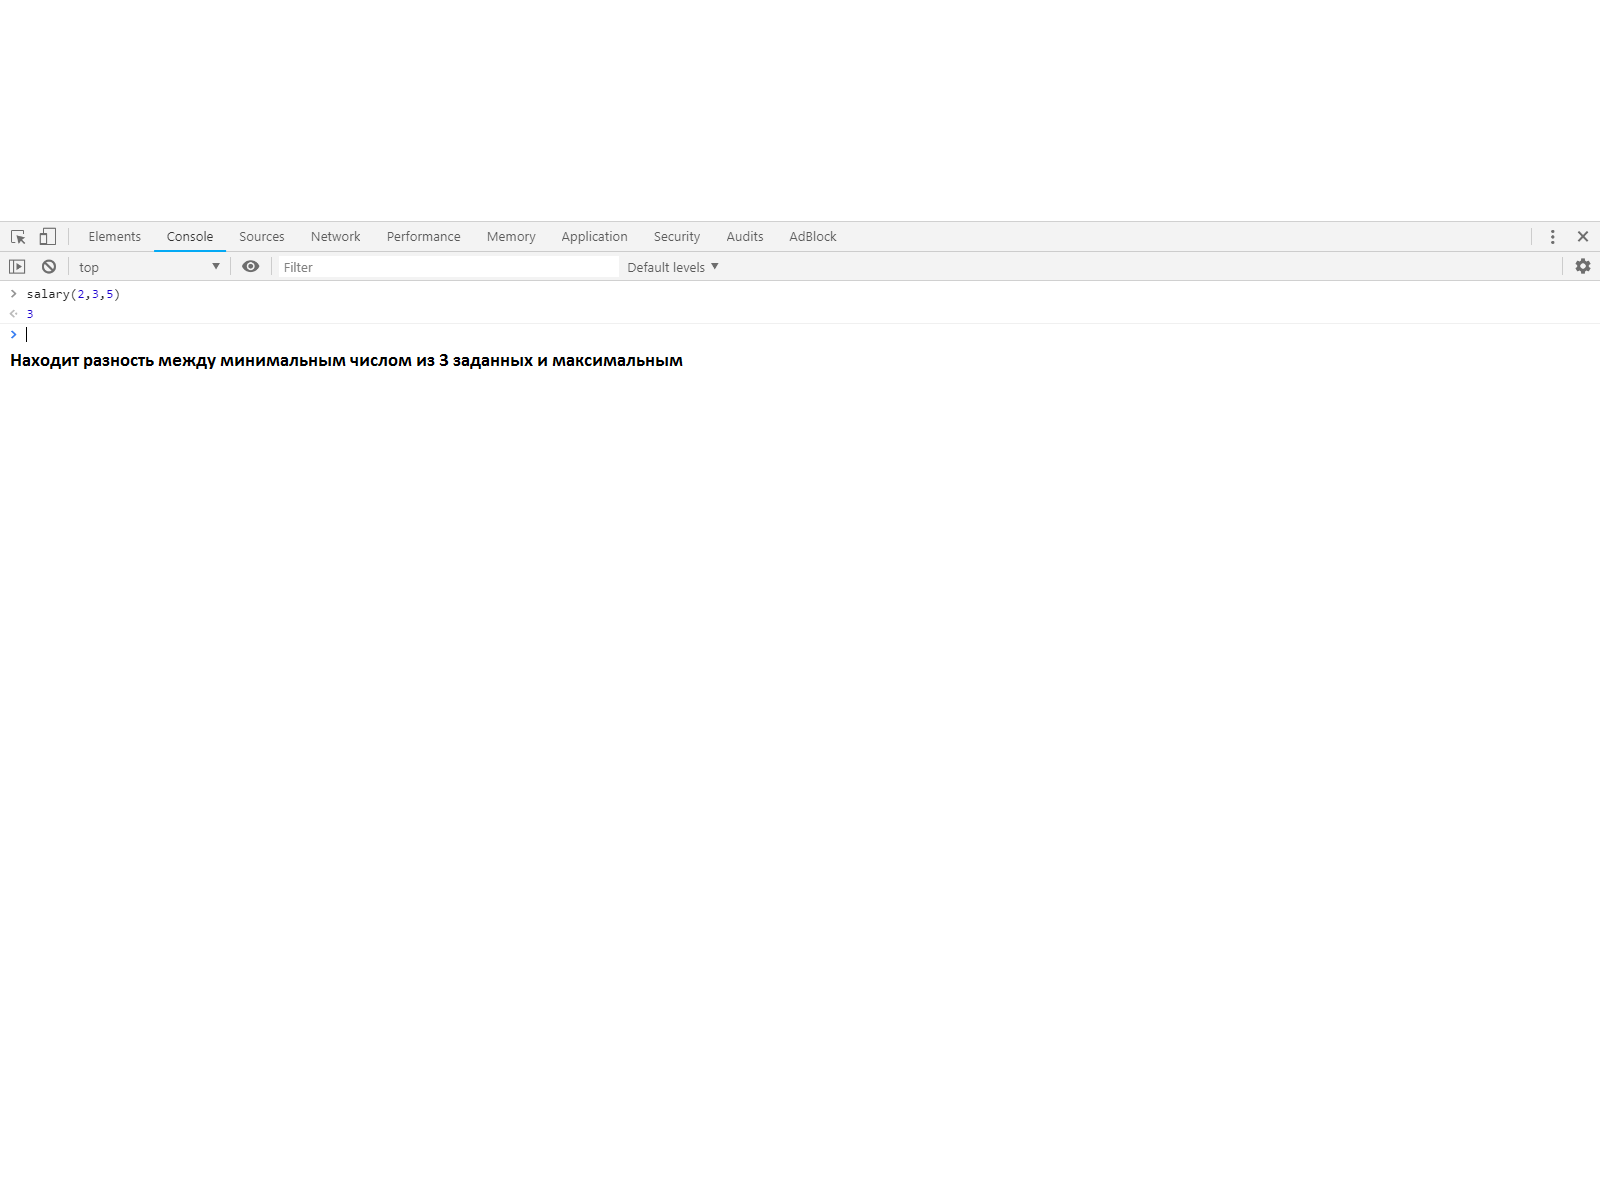 Elements Console Sources Network Performance Memory Application Security Audits AdBlock
top Filter Default levels
salary(2,3,5)
3
Находит разность между минимальным числом из 3 заданных и максимальным